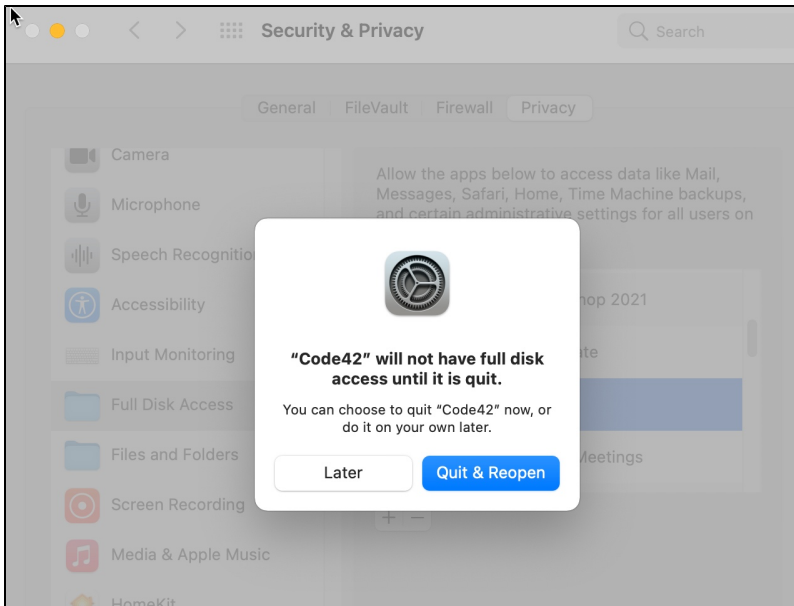 Security & Privacy
Search
General
FileVault
Firewall
Privacy
Camera
Microphone
Speech Recognitio
Accessibility
Input Monitoring
Full Disk Access
Files and Folders
Screen Recording
Media & Apple Music
HomeKit
Allow the apps below to access data like Mail,
Messages, Safari, Home, Time Machine backups,
and certain administrative settings for all users on
hop 2021
te
Meetings
“Code42” will not have full disk
access until it is quit.
You can choose to quit “Code42” now, or
do it on your own later.
Later
Quit & Reopen